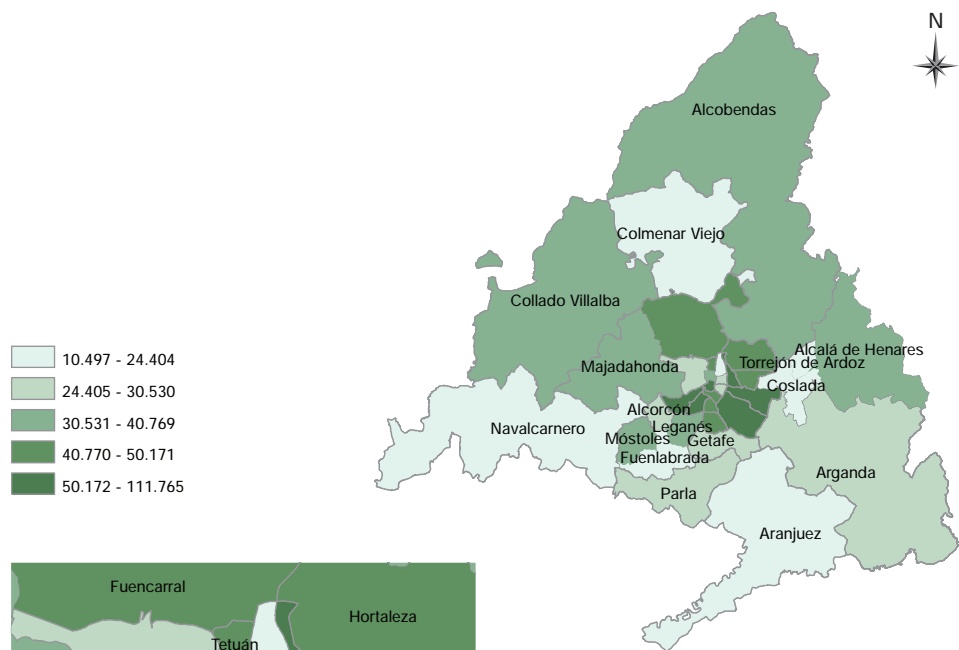 N
Alcobendas
Colmenar Viejo
Collado Villalba
Alcalá de Henares
Majadahonda
Torrejón de Ardoz
Coslada
Alcorcón
Navalcarnero
Leganés
Móstoles
Getafe
Fuenlabrada
Arganda
Parla
Aranjuez
10.497 - 24.404
24.405 - 30.530
30.531 - 40.769
40.770 - 50.171
50.172 - 111.765
Fuencarral
Hortaleza
Tetuán